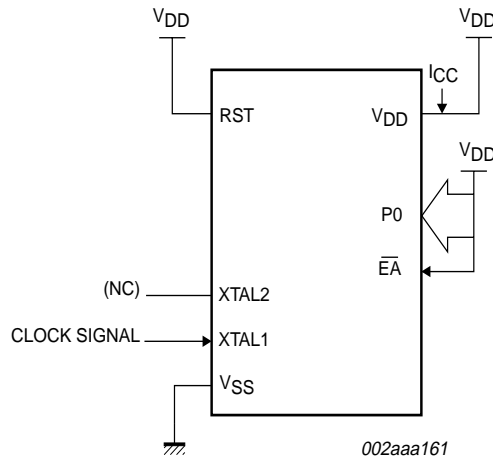 VDD
VDD
ICC
RST
VDD
VDD
P0
EA
(NC)
XTAL2
CLOCK SIGNAL
XTAL1
VSS
002aaa161